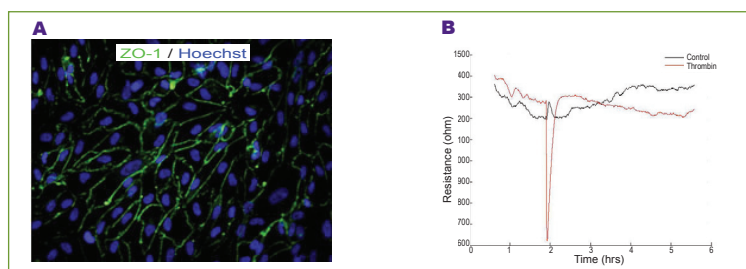 A
ZO-1 / Hoechst
B
Control
Thrombin
1500
400
300
200
100
000
900
800
700
600
Resistance (ohm)
0 1 2 3 4 5 6
Time (hrs)